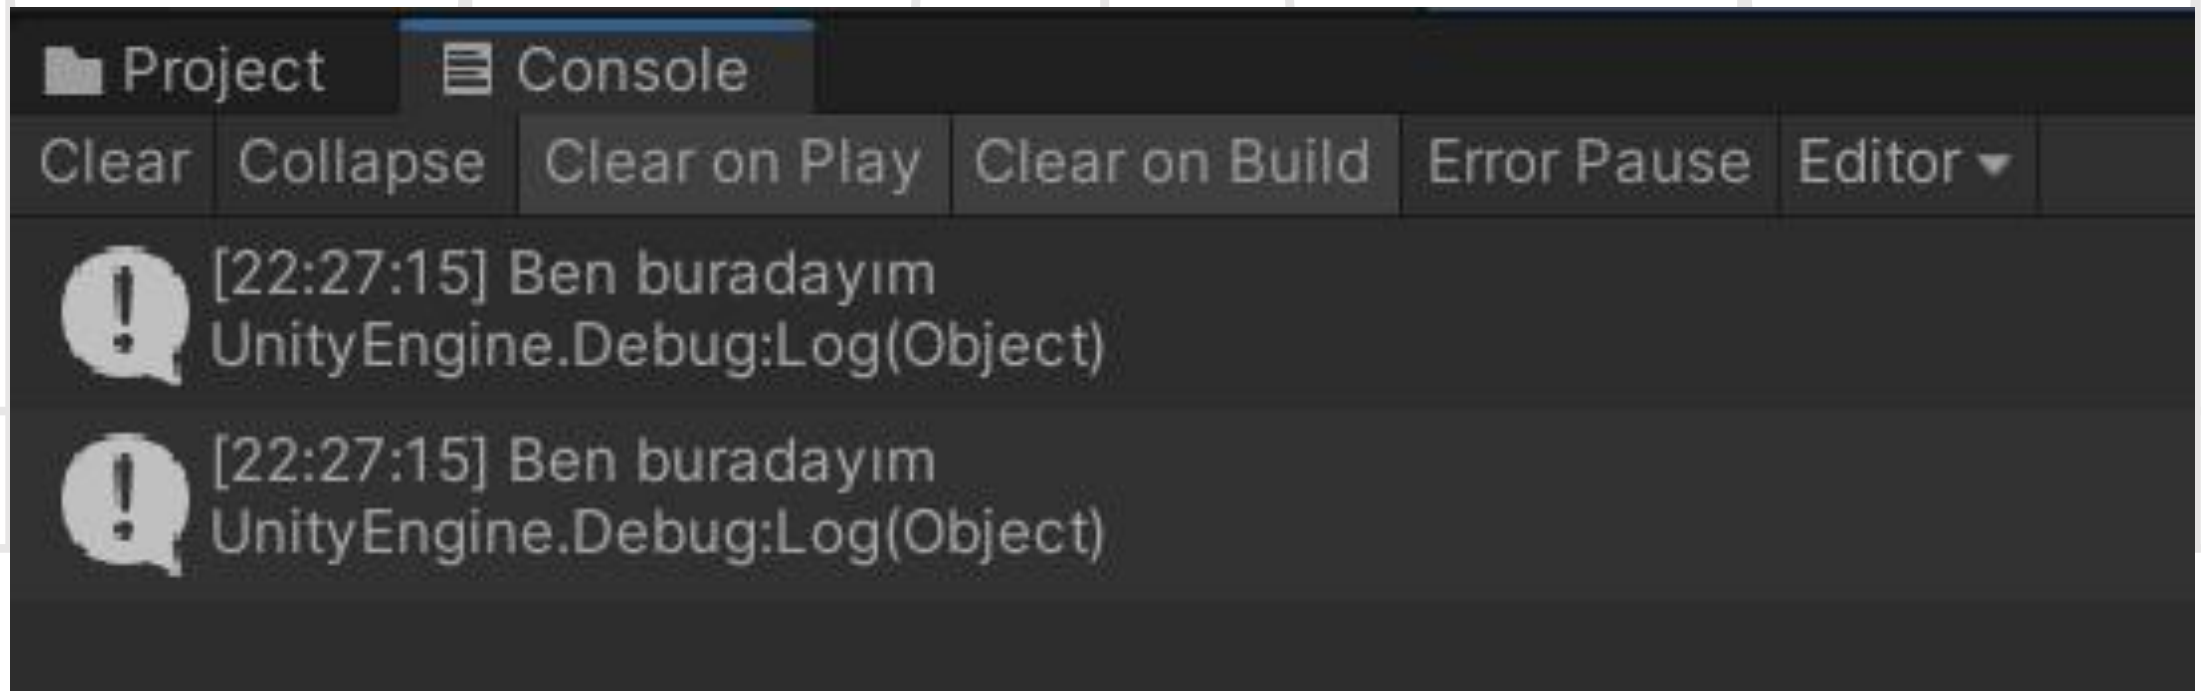 Project Console
Clear Collapse Clear on Play Clear on Build Error Pause Editor
[22:27:15] Ben buradayım
UnityEngine.Debug:Log(Object)
[22:27:15] Ben buradayım
UnityEngine.Debug:Log(Object)